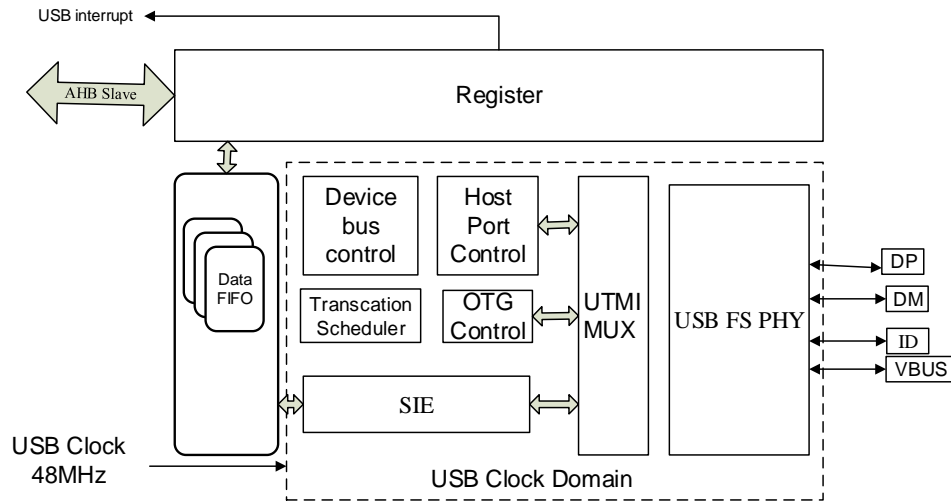 USB interrupt
AHB Slave
Register
Device
bus
control
Host
Port
Control
Data
FIFO
Transcation
Scheduler
OTG
Control
UTMI
MUX
USB FS PHY
DP
DM
ID
VBUS
SIE
USB Clock
48MHz
USB Clock Domain